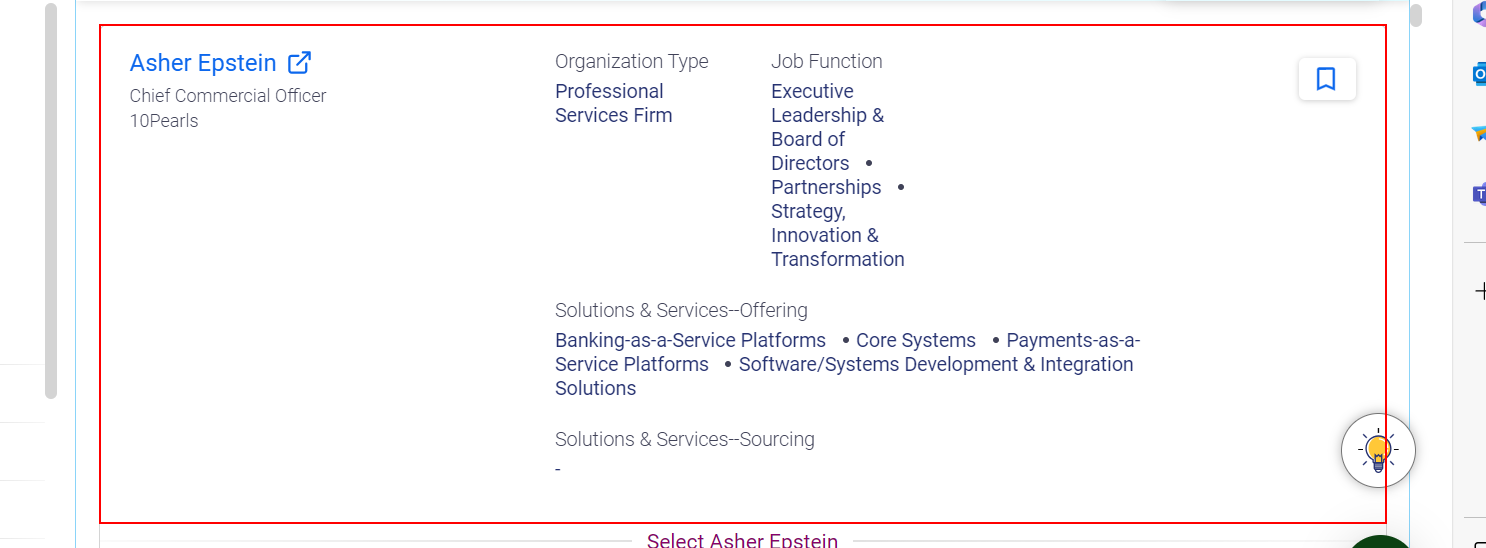 Asher Epstein
Chief Commercial Officer
10Pearls
Organization Type
Professional
Services Firm
Job Function
Executive
Leadership &
Board of
Directors •
Partnerships •
Strategy,
Innovation &
Transformation
Solutions & Services--Offering
Banking-as-a-Service Platforms • Core Systems • Payments-as-a-
Service Platforms • Software/Systems Development & Integration
Solutions
Solutions & Services--Sourcing
-
Select Asher Epstein